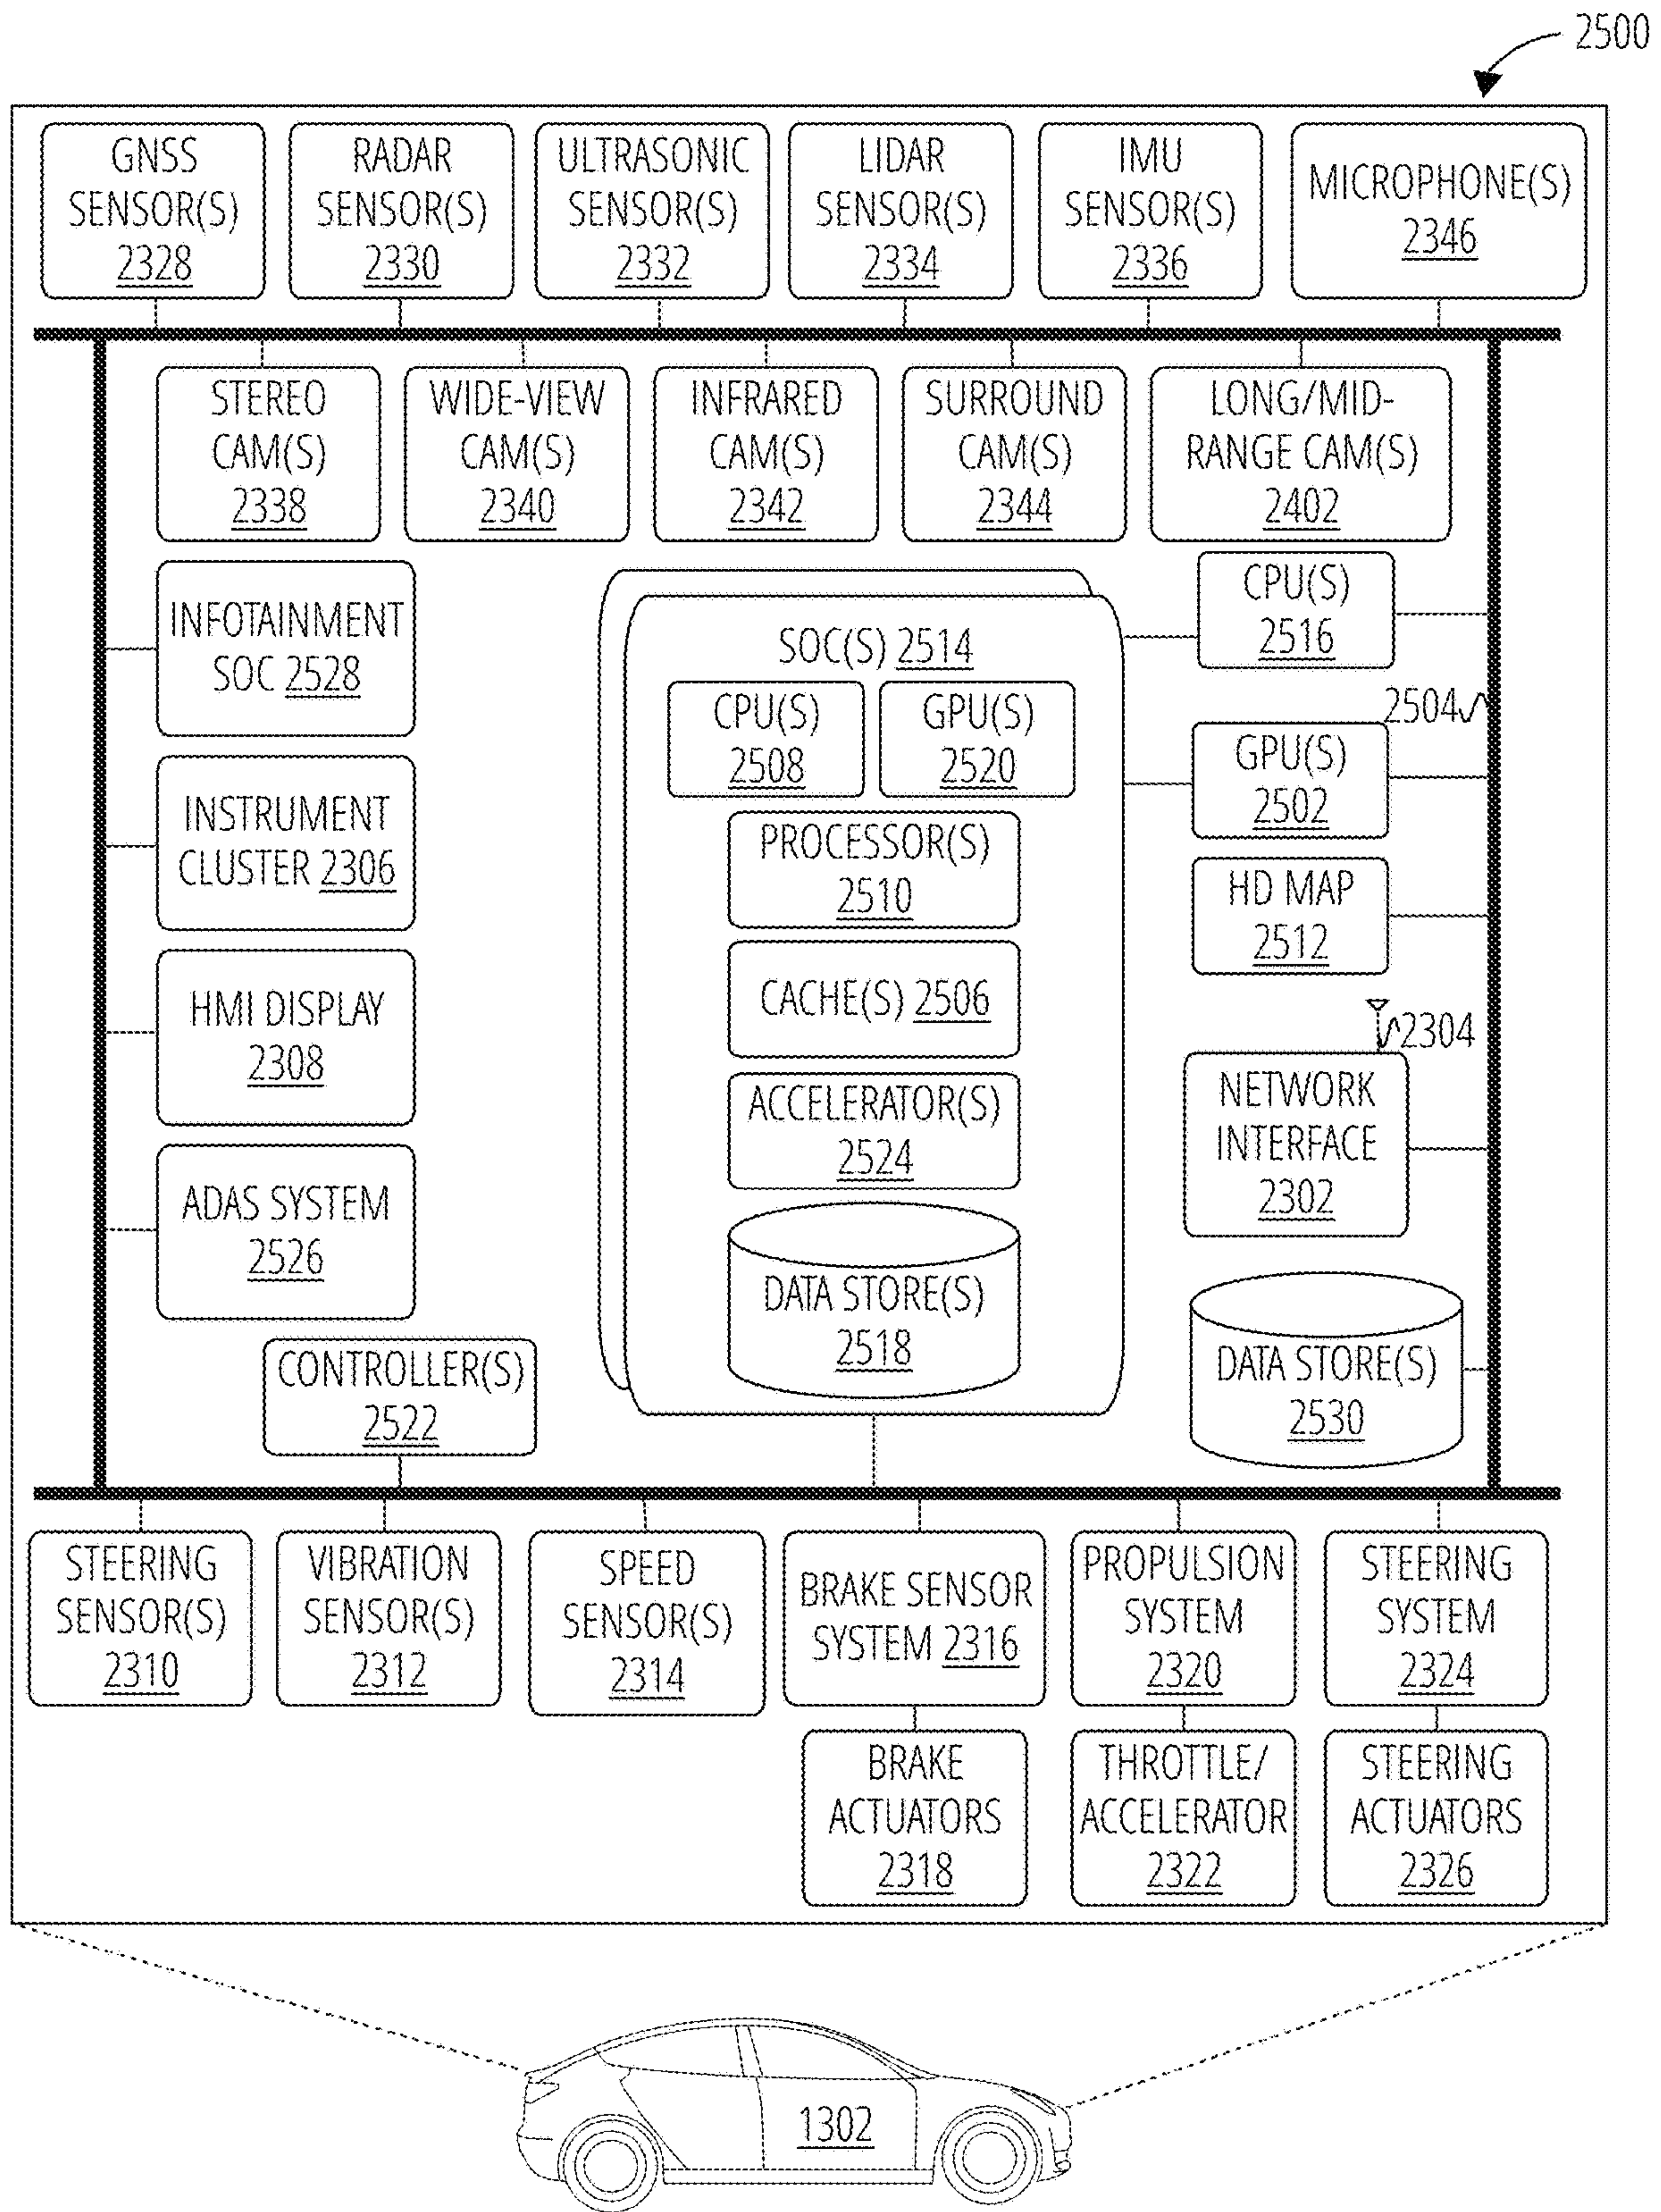 2500
GNSS
SENSOR(S)
2328
RADAR
SENSOR(S)
2330
ULTRASONIC
SENSOR(S)
2332
LIDAR
SENSOR(S)
2334
IMU
SENSOR(S)
2336
MICROPHONE(S)
2346
STEREO
CAM(S)
2338
WIDE-VIEW
CAM(S)
2340
INFRARED
CAM(S)
2342
SURROUND
CAM(S)
2344
LONG/MID-
RANGE CAM(S)
2402
INFOTAINMENT
SOC 2528
INSTRUMENT
CLUSTER 2306
HMI DISPLAY
2308
ADAS SYSTEM
2526
CONTROLLER(S)
2522
SOC(S) 2514
CPU(S)
2508
GPU(S)
2520
PROCESSOR(S)
2510
CACHE(S) 2506
ACCELERATOR(S)
2524
DATA STORE(S)
2518
CPU(S)
2516
2504
GPU(S)
2502
HD MAP
2512
2304
NETWORK
INTERFACE
2302
DATA STORE(S)
2530
STEERING
SENSOR(S)
2310
VIBRATION
SENSOR(S)
2312
SPEED
SENSOR(S)
2314
BRAKE SENSOR
SYSTEM 2316
PROPULSION
SYSTEM
2320
STEERING
SYSTEM
2324
BRAKE
ACTUATORS
2318
THROTTLE/
ACCELERATOR
2322
STEERING
ACTUATORS
2326
1302